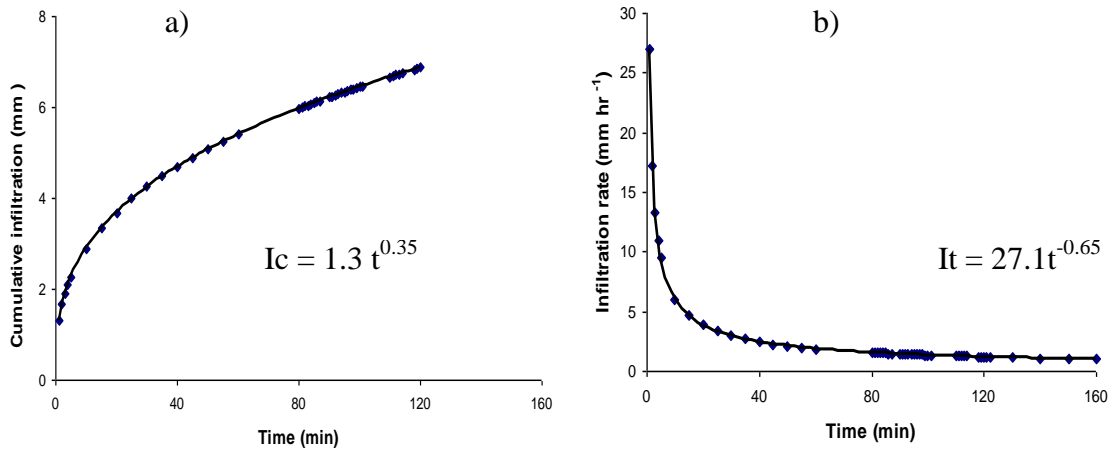 a)
Cumulative infiltration (mm)
8
6
4
2
0
0 40 80 120 160
Time (min)
Ic = 1.3 t^0.35
b)
Infiltration rate (mm hr ⁻¹)
30
25
20
15
10
5
0
0 40 80 120 160
Time (min)
It = 27.1t^-0.65